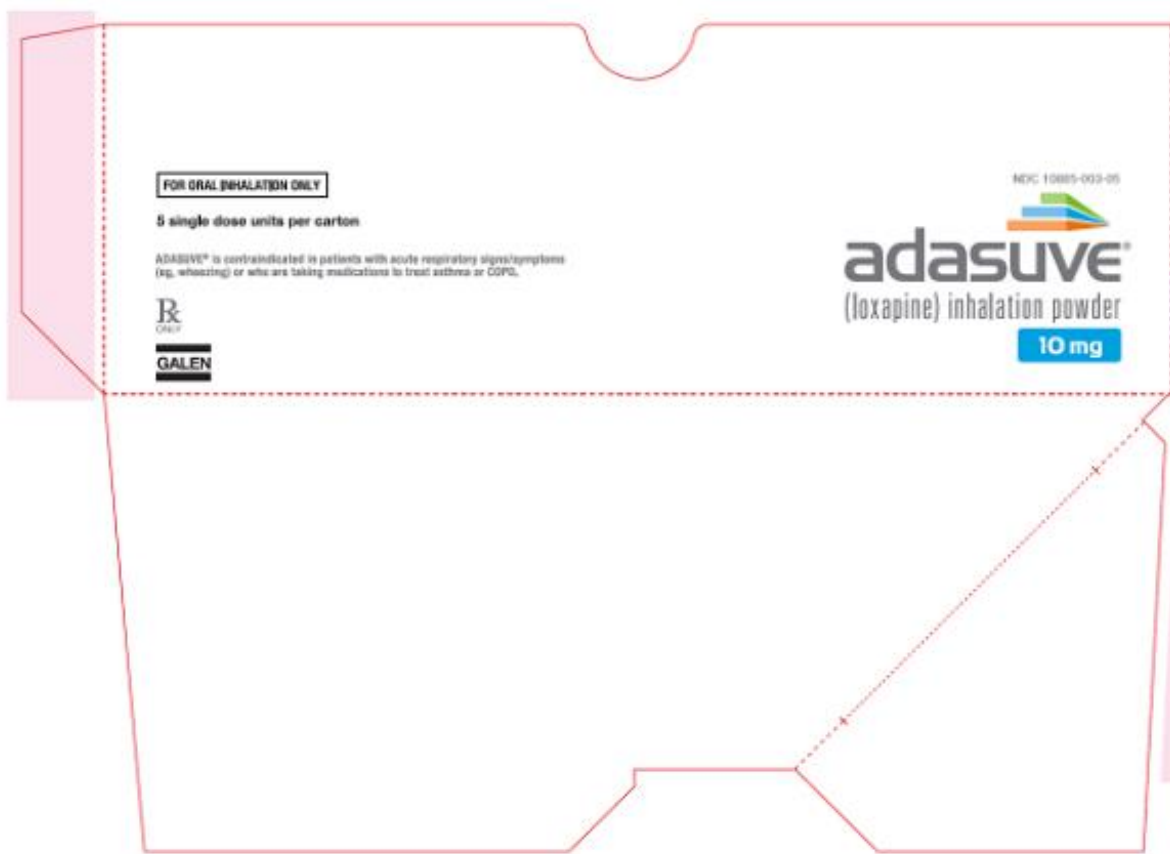 FOR ORAL INHALATION ONLY
5 single dose units per carton
ADASUVE® is contraindicated in patients with acute respiratory signs/symptoms
(eg, wheezing) or who are taking medications to treat asthma or COPD.
Rx
ONLY
GALEN
NDC 10885-003-05
adasuve®
(loxapine) inhalation powder
10 mg